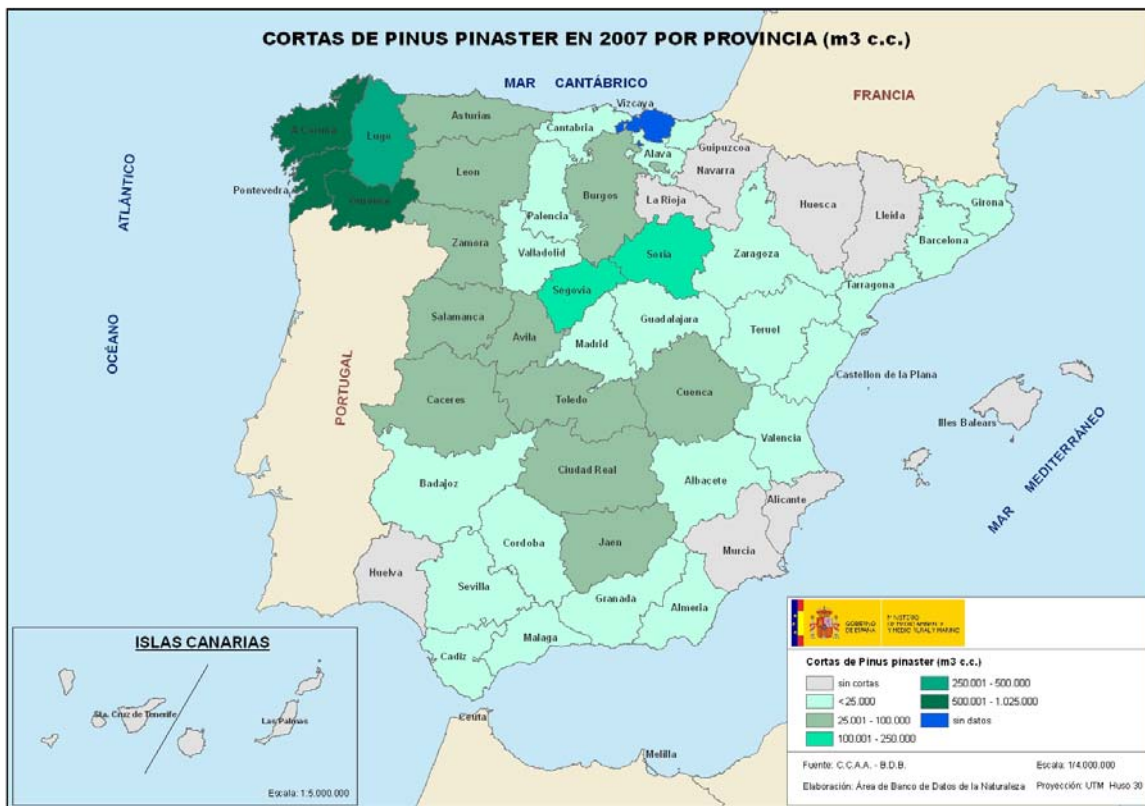 CORTAS DE PINUS PINASTER EN 2007 POR PROVINCIA (m3 c.c.)
MAR CANTÁBRICO
FRANCIA
Vizcaya
Asturias
Cantabria
A Coruña
Lugo
Guipuzcoa
Alava
Navarra
Leon
Pontevedra
Ourense
Burgos
La Rioja
Huesca
Lleida
Girona
Palencia
Barcelona
ATLÁNTICO
Zamora
Valladolid
Soria
Zaragoza
Tarragona
Segovia
Salamanca
Guadalajara
OCÉANO
Avila
Madrid
Teruel
PORTUGAL
Castellon de la Plana
Caceres
Toledo
Cuenca
Illes Balears
Valencia
MAR MEDITERRÁNEO
Ciudad Real
Badajoz
Albacete
Alicante
Cordoba
Jaen
Murcia
Huelva
Sevilla
Granada
Almeria
Malaga
Cadiz
ISLAS CANARIAS
Sta. Cruz de Tenerife
Las Palmas
Escala: 1:5.000.000
Ceuta
Melilla
GOBIERNO
DE ESPAÑA
MINISTERIO
DE MEDIO AMBIENTE
Y MEDIO RURAL Y MARINO
Cortas de Pinus pinaster (m3 c.c.)
sin cortas
<25.000
25.001 - 100.000
100.001 - 250.000
250.001 - 500.000
500.001 - 1.025.000
sin datos
Fuente: C.C.A.A. - B.D.B.
Escala: 1/4.000.000
Elaboración: Área de Banco de Datos de la Naturaleza
Proyección: UTM Huso 30